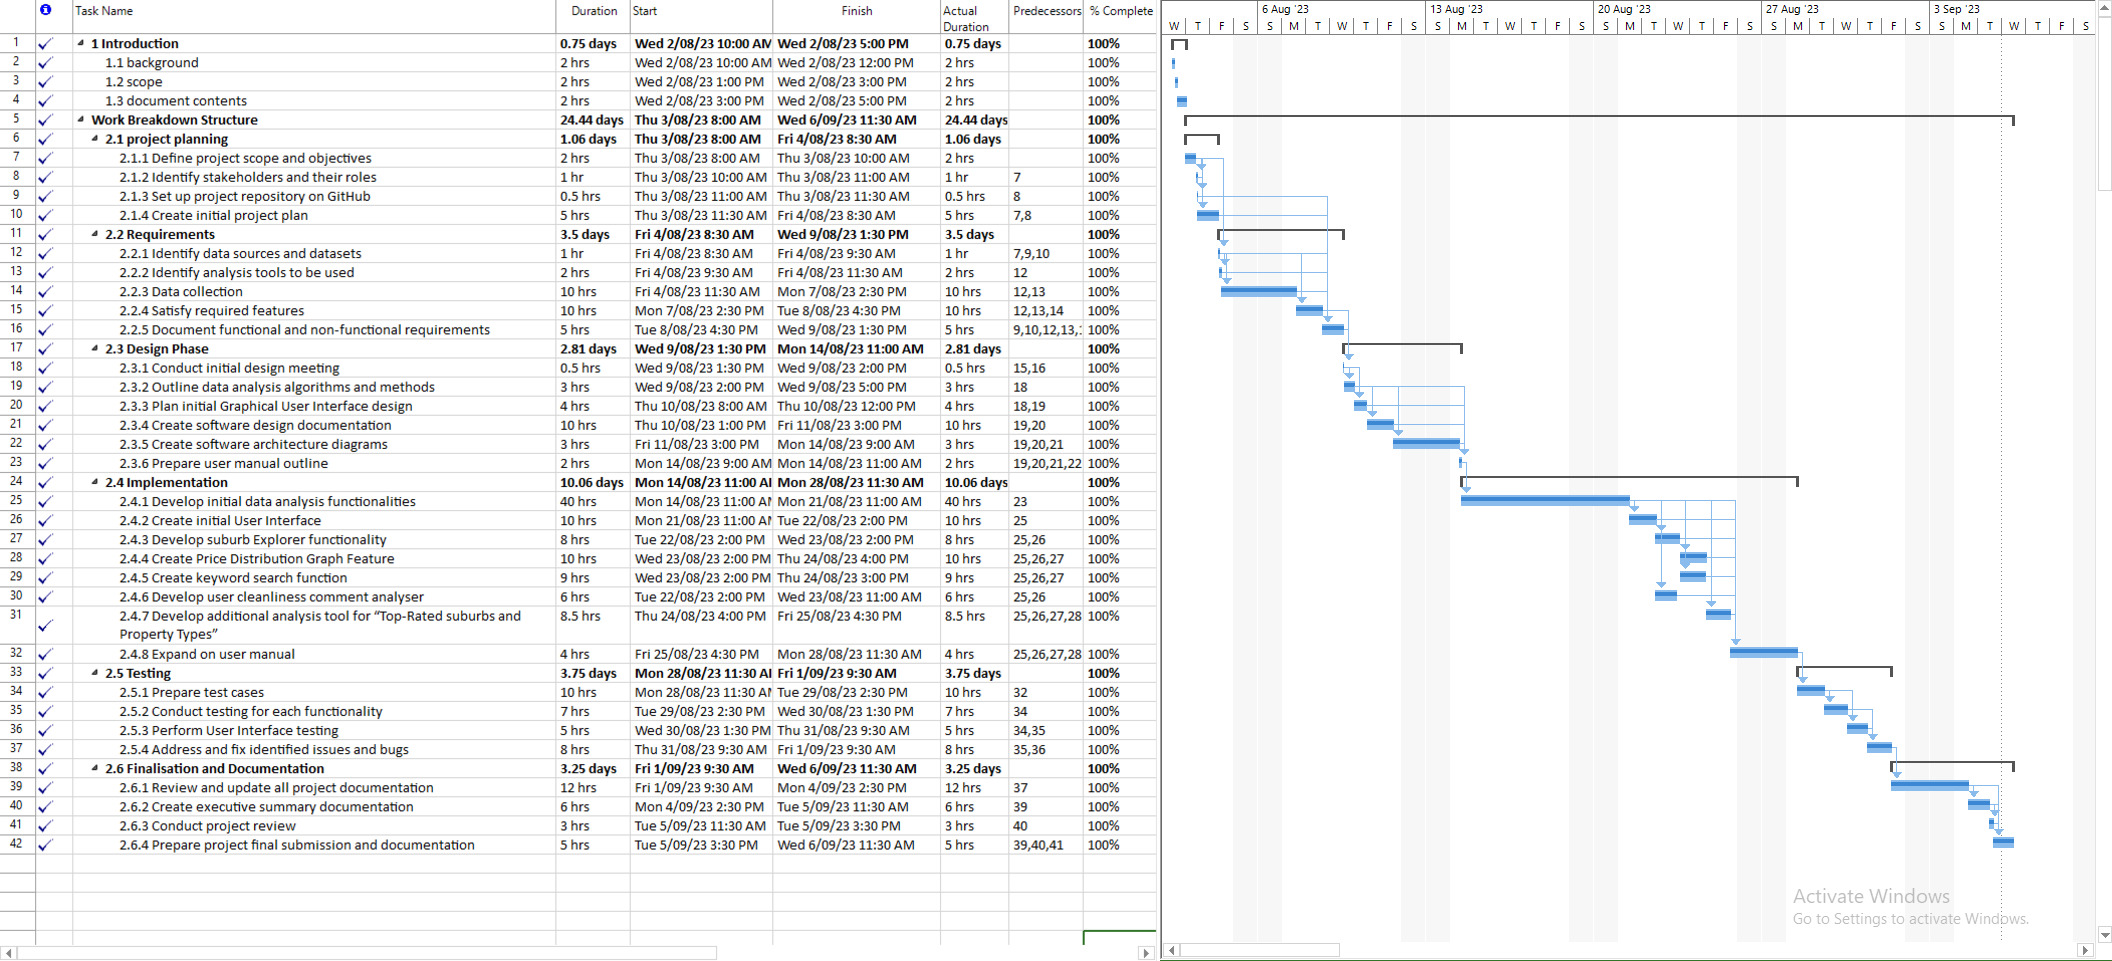 Task Name Duration Start Finish Actual Duration Predecessors % Complete
6 Aug '23 13 Aug '23 20 Aug '23 27 Aug '23 3 Sep '23
W T F S S M T W T F S S M T W T F S S M T W T F S S M T W T F S S M T W T F S
1 1 Introduction 0.75 days Wed 2/08/23 10:00 AM Wed 2/08/23 5:00 PM 0.75 days 100%
2 1.1 background 2 hrs Wed 2/08/23 10:00 AM Wed 2/08/23 12:00 PM 2 hrs 100%
3 1.2 scope 2 hrs Wed 2/08/23 1:00 PM Wed 2/08/23 3:00 PM 2 hrs 100%
4 1.3 document contents 2 hrs Wed 2/08/23 3:00 PM Wed 2/08/23 5:00 PM 2 hrs 100%
5 Work Breakdown Structure 24.44 days Thu 3/08/23 8:00 AM Wed 6/09/23 11:30 AM 24.44 days 100%
6 2.1 project planning 1.06 days Thu 3/08/23 8:00 AM Fri 4/08/23 8:30 AM 1.06 days 100%
7 2.1.1 Define project scope and objectives 2 hrs Thu 3/08/23 8:00 AM Thu 3/08/23 10:00 AM 2 hrs 100%
8 2.1.2 Identify stakeholders and their roles 1 hr Thu 3/08/23 10:00 AM Thu 3/08/23 11:00 AM 1 hr 7 100%
9 2.1.3 Set up project repository on GitHub 0.5 hrs Thu 3/08/23 11:00 AM Thu 3/08/23 11:30 AM 0.5 hrs 8 100%
10 2.1.4 Create initial project plan 5 hrs Thu 3/08/23 11:30 AM Fri 4/08/23 8:30 AM 5 hrs 7,8 100%
11 2.2 Requirements 3.5 days Fri 4/08/23 8:30 AM Wed 9/08/23 1:30 PM 3.5 days 100%
12 2.2.1 Identify data sources and datasets 1 hr Fri 4/08/23 8:30 AM Fri 4/08/23 9:30 AM 1 hr 7,9,10 100%
13 2.2.2 Identify analysis tools to be used 2 hrs Fri 4/08/23 9:30 AM Fri 4/08/23 11:30 AM 2 hrs 12 100%
14 2.2.3 Data collection 10 hrs Fri 4/08/23 11:30 AM Mon 7/08/23 2:30 PM 10 hrs 12,13 100%
15 2.2.4 Satisfy required features 10 hrs Mon 7/08/23 2:30 PM Tue 8/08/23 4:30 PM 10 hrs 12,13,14 100%
16 2.2.5 Document functional and non-functional requirements 5 hrs Tue 8/08/23 4:30 PM Wed 9/08/23 1:30 PM 5 hrs 9,10,12,13, 100%
17 2.3 Design Phase 2.81 days Wed 9/08/23 1:30 PM Mon 14/08/23 11:00 AM 2.81 days 100%
18 2.3.1 Conduct initial design meeting 0.5 hrs Wed 9/08/23 1:30 PM Wed 9/08/23 2:00 PM 0.5 hrs 15,16 100%
19 2.3.2 Outline data analysis algorithms and methods 3 hrs Wed 9/08/23 2:00 PM Wed 9/08/23 5:00 PM 3 hrs 18 100%
20 2.3.3 Plan initial Graphical User Interface design 4 hrs Thu 10/08/23 8:00 AM Thu 10/08/23 12:00 PM 4 hrs 18,19 100%
21 2.3.4 Create software design documentation 10 hrs Thu 10/08/23 1:00 PM Fri 11/08/23 3:00 PM 10 hrs 19,20 100%
22 2.3.5 Create software architecture diagrams 3 hrs Fri 11/08/23 3:00 PM Mon 14/08/23 9:00 AM 3 hrs 19,20,21 100%
23 2.3.6 Prepare user manual outline 2 hrs Mon 14/08/23 9:00 AM Mon 14/08/23 11:00 AM 2 hrs 19,20,21,22 100%
24 2.4 Implementation 10.06 days Mon 14/08/23 11:00 AM Mon 28/08/23 11:30 AM 10.06 days 100%
25 2.4.1 Develop initial data analysis functionalities 40 hrs Mon 14/08/23 11:00 AM Mon 21/08/23 11:00 AM 40 hrs 23 100%
26 2.4.2 Create initial User Interface 10 hrs Mon 21/08/23 11:00 AM Tue 22/08/23 2:00 PM 10 hrs 25 100%
27 2.4.3 Develop suburb Explorer functionality 8 hrs Tue 22/08/23 2:00 PM Wed 23/08/23 2:00 PM 8 hrs 25,26 100%
28 2.4.4 Create Price Distribution Graph Feature 10 hrs Wed 23/08/23 2:00 PM Thu 24/08/23 4:00 PM 10 hrs 25,26,27 100%
29 2.4.5 Create keyword search function 9 hrs Wed 23/08/23 2:00 PM Thu 24/08/23 3:00 PM 9 hrs 25,26,27 100%
30 2.4.6 Develop user cleanliness comment analyser 6 hrs Tue 22/08/23 2:00 PM Wed 23/08/23 11:00 AM 6 hrs 25,26 100%
31 2.4.7 Develop additional analysis tool for “Top-Rated suburbs and Property Types” 8.5 hrs Thu 24/08/23 4:00 PM Fri 25/08/23 4:30 PM 8.5 hrs 25,26,27,28 100%
32 2.4.8 Expand on user manual 4 hrs Fri 25/08/23 4:30 PM Mon 28/08/23 11:30 AM 4 hrs 25,26,27,28 100%
33 2.5 Testing 3.75 days Mon 28/08/23 11:30 AM Fri 1/09/23 9:30 AM 3.75 days 100%
34 2.5.1 Prepare test cases 10 hrs Mon 28/08/23 11:30 AM Tue 29/08/23 2:30 PM 10 hrs 32 100%
35 2.5.2 Conduct testing for each functionality 7 hrs Tue 29/08/23 2:30 PM Wed 30/08/23 1:30 PM 7 hrs 34 100%
36 2.5.3 Perform User Interface testing 5 hrs Wed 30/08/23 1:30 PM Thu 31/08/23 9:30 AM 5 hrs 34,35 100%
37 2.5.4 Address and fix identified issues and bugs 8 hrs Thu 31/08/23 9:30 AM Fri 1/09/23 9:30 AM 8 hrs 35,36 100%
38 2.6 Finalisation and Documentation 3.25 days Fri 1/09/23 9:30 AM Wed 6/09/23 11:30 AM 3.25 days 100%
39 2.6.1 Review and update all project documentation 12 hrs Fri 1/09/23 9:30 AM Mon 4/09/23 2:30 PM 12 hrs 37 100%
40 2.6.2 Create executive summary documentation 6 hrs Mon 4/09/23 2:30 PM Tue 5/09/23 11:30 AM 6 hrs 39 100%
41 2.6.3 Conduct project review 3 hrs Tue 5/09/23 11:30 AM Tue 5/09/23 3:30 PM 3 hrs 40 100%
42 2.6.4 Prepare project final submission and documentation 5 hrs Tue 5/09/23 3:30 PM Wed 6/09/23 11:30 AM 5 hrs 39,40,41 100%
Activate Windows
Go to Settings to activate Windows.